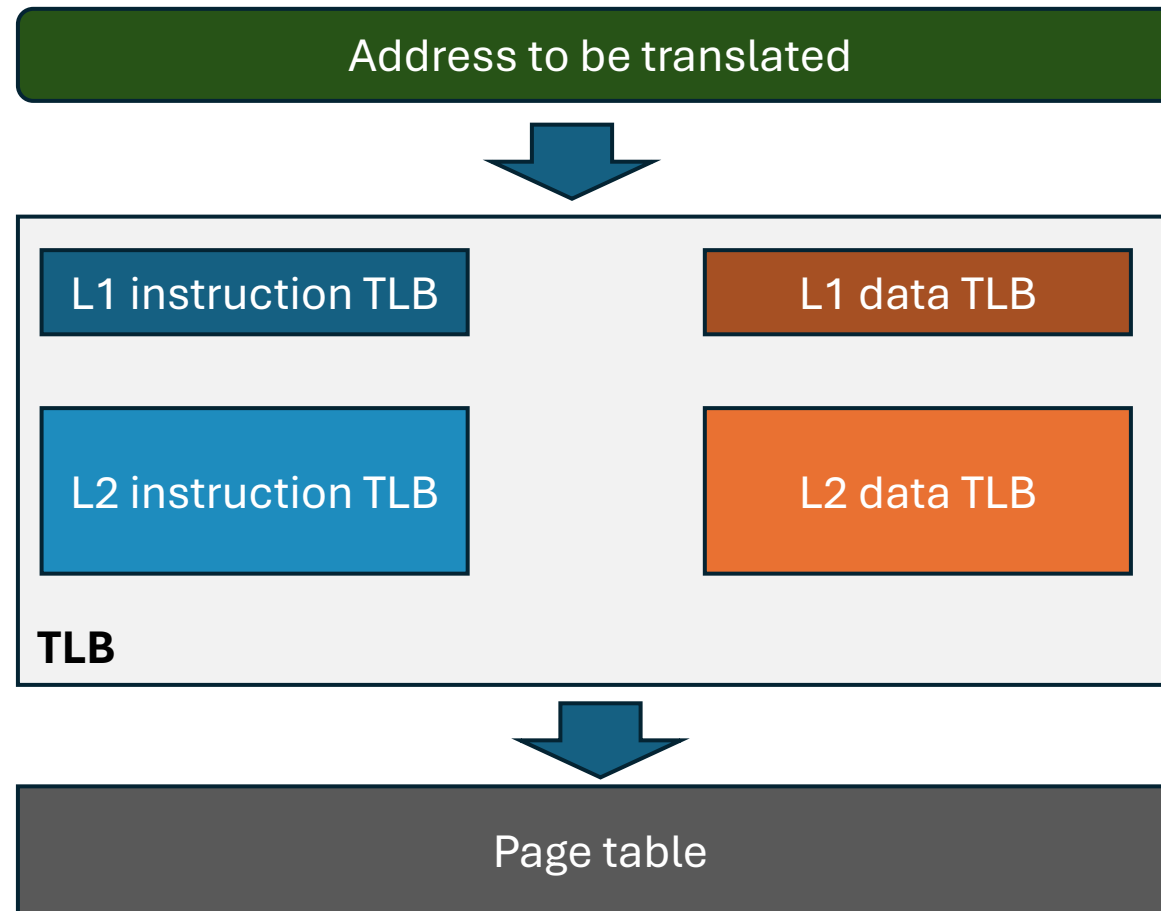 Address to be translated
L1 instruction TLB
L1 data TLB
L2 instruction TLB
L2 data TLB
TLB
Page table